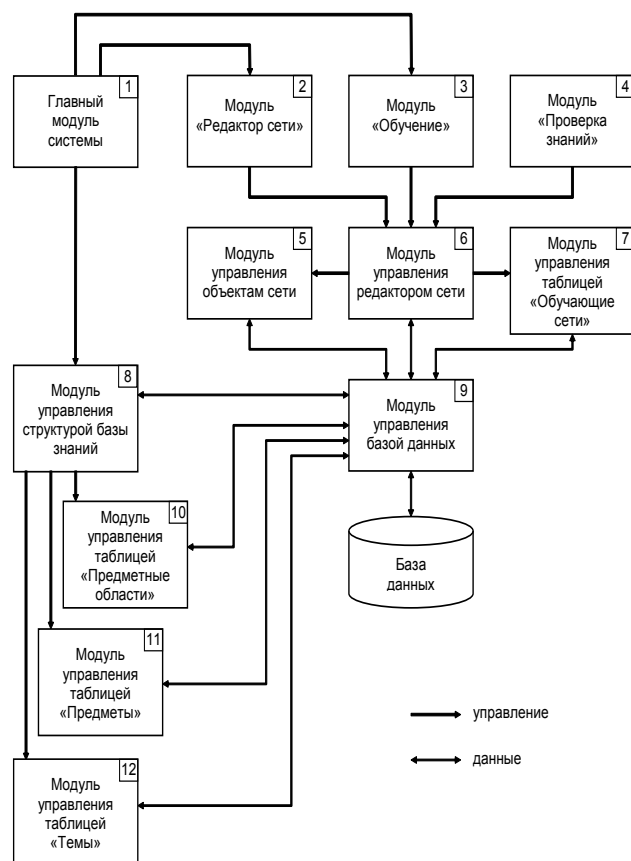 1
Главный
модуль
системы
2
Модуль
«Редактор сети»
3
Модуль
«Обучение»
4
Модуль
«Проверка
знаний»
5
Модуль
управления
объектам сети
6
Модуль
управления
редактором сети
7
Модуль
управления
таблицей
«Обучающие
сети»
8
Модуль
управления
структурой базы
знаний
9
Модуль
управления
базой данных
10
Модуль
управления
таблицей
«Предметные
области»
База
данных
11
Модуль
управления
таблицей
«Предметы»
управление
данные
12
Модуль
управления
таблицей
«Темы»